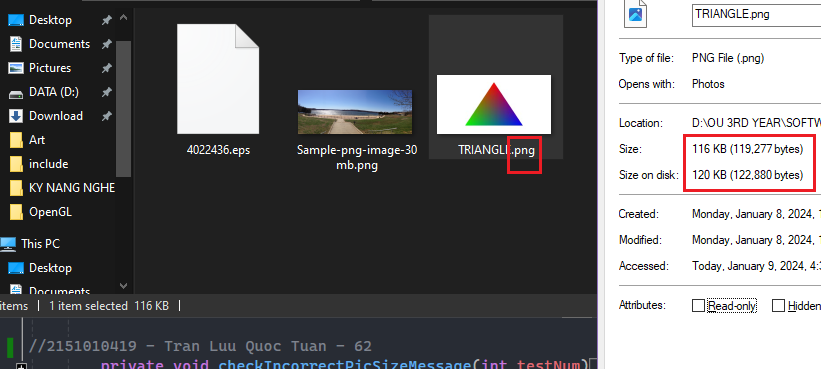 Desktop
Documents
Pictures
DATA (D:)
Download
Art
include
KY NANG NGHE
OpenGL
This PC
Desktop
Documents
4022436.eps
Sample-png-image-30
mb.png
TRIANGLE.png
items
1 item selected 116 KB
//2151010419 - Tran Luu Quoc Tuan - 62
private void checkIncorrectPicSizeMessage(int testNum)
TRIANGLE.png
Type of file: PNG File (.png)
Opens with: Photos
Location: D:\OU 3RD YEAR\SOFTW
Size: 116 KB (119,277 bytes)
Size on disk: 120 KB (122,880 bytes)
Created: Monday, January 8, 2024, 1
Modified: Monday, January 8, 2024, 1
Accessed: Today, January 9, 2024, 4:3
Attributes: Read-only Hidden